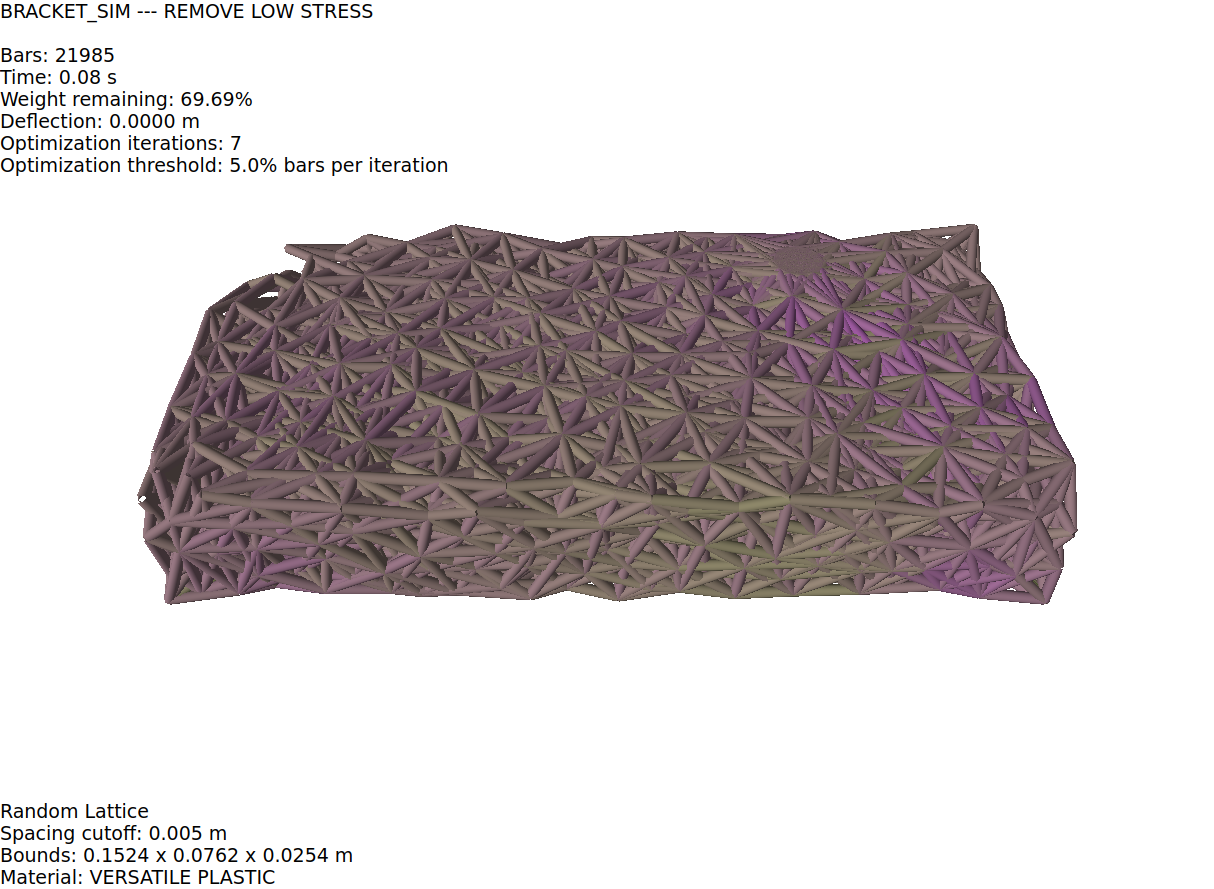 BRACKET_SIM --- REMOVE LOW STRESS
Bars: 21985
Time: 0.08 s
Weight remaining: 69.69%
Deflection: 0.0000 m
Optimization iterations: 7
Optimization threshold: 5.0% bars per iteration
Random Lattice
Spacing cutoff: 0.005 m
Bounds: 0.1524 x 0.0762 x 0.0254 m
Material: VERSATILE PLASTIC